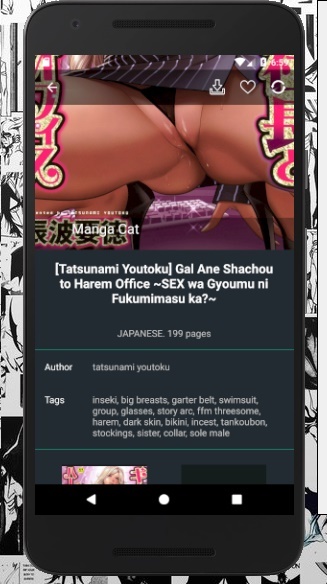 6:59
Manga Cat
[Tatsunami Youtoku] Gal Ane Shachou
to Harem Office ~SEX wa Gyoumu ni
Fukumimasu ka?~
JAPANESE. 199 pages
Author tatsunami youtoku
Tags inseki, big breasts, garter belt, swimsuit,
group, glasses, story arc, ffm threesome,
harem, dark skin, bikini, incest, tankoubon,
stockings, sister, collar, sole male